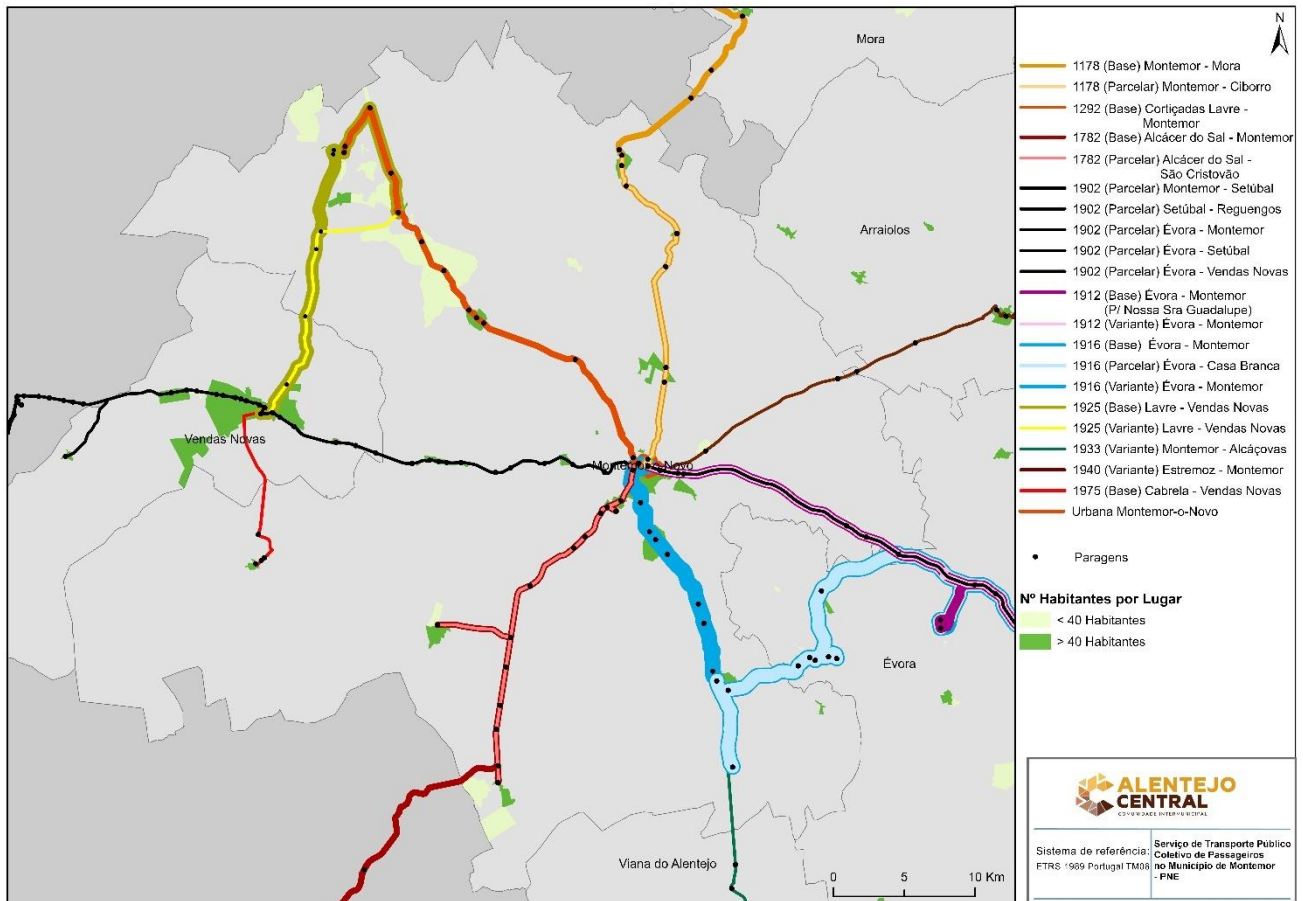 Mora
Arraiolos
Vendas Novas
Montemor-o-Novo
Évora
Viana do Alentejo
0 5 10 Km
N
1178 (Base) Montemor - Mora
1178 (Parcelar) Montemor - Ciborro
1292 (Base) Cortiçadas Lavre -
Montemor
1782 (Base) Alcácer do Sal - Montemor
1782 (Parcelar) Alcácer do Sal -
São Cristovão
1902 (Parcelar) Montemor - Setúbal
1902 (Parcelar) Setúbal - Reguengos
1902 (Parcelar) Évora - Montemor
1902 (Parcelar) Évora - Setúbal
1902 (Parcelar) Évora - Vendas Novas
1912 (Base) Évora - Montemor
(P/ Nossa Sra Guadalupe)
1912 (Variante) Évora - Montemor
1916 (Base) Évora - Montemor
1916 (Parcelar) Évora - Casa Branca
1916 (Variante) Évora - Montemor
1925 (Base) Lavre - Vendas Novas
1925 (Variante) Lavre - Vendas Novas
1933 (Variante) Montemor - Alcáçovas
1940 (Variante) Estremoz - Montemor
1975 (Base) Cabrela - Vendas Novas
Urbana Montemor-o-Novo
Paragens
Nº Habitantes por Lugar
< 40 Habitantes
> 40 Habitantes
ALENTEJO
CENTRAL
COMUNIDADE INTERMUNICIPAL
Sistema de referência:
ETRS 1989 Portugal TM06
Serviço de Transporte Público
Coletivo de Passageiros
no Município de Montemor
- PNE